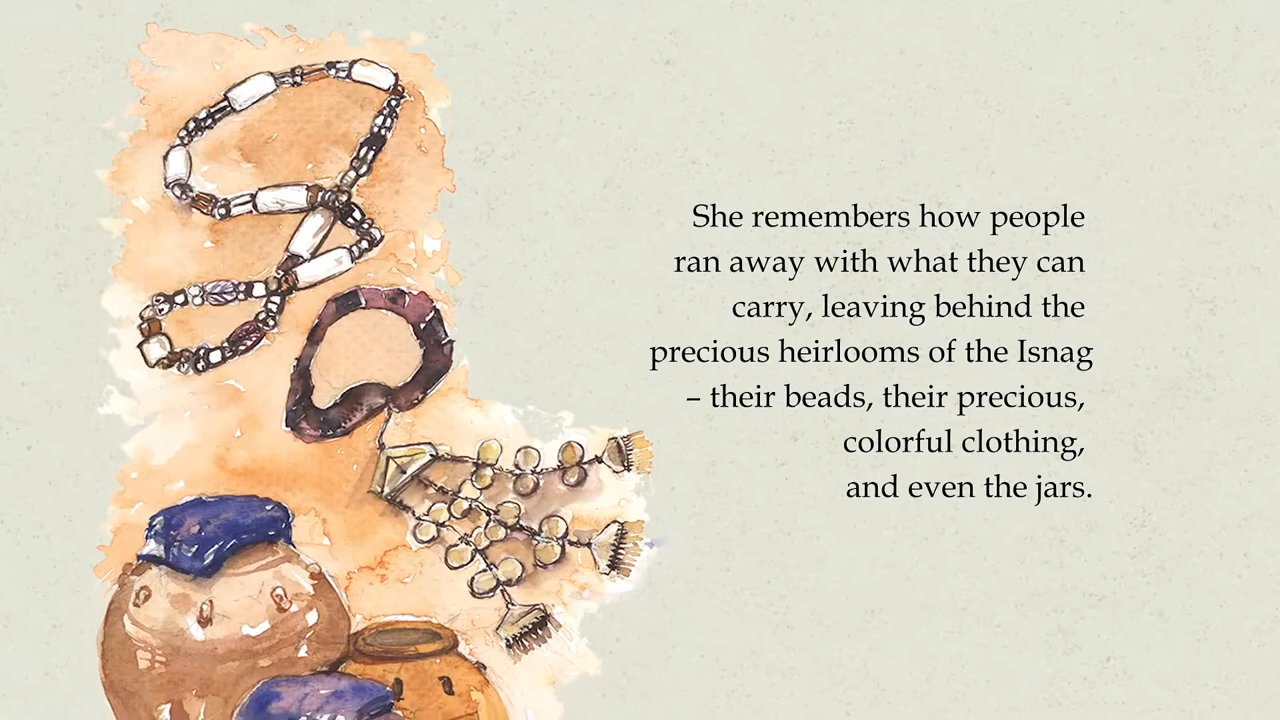 She remembers how people
ran away with what they can
carry, leaving behind the
precious heirlooms of the Isnag
– their beads, their precious,
colorful clothing,
and even the jars.